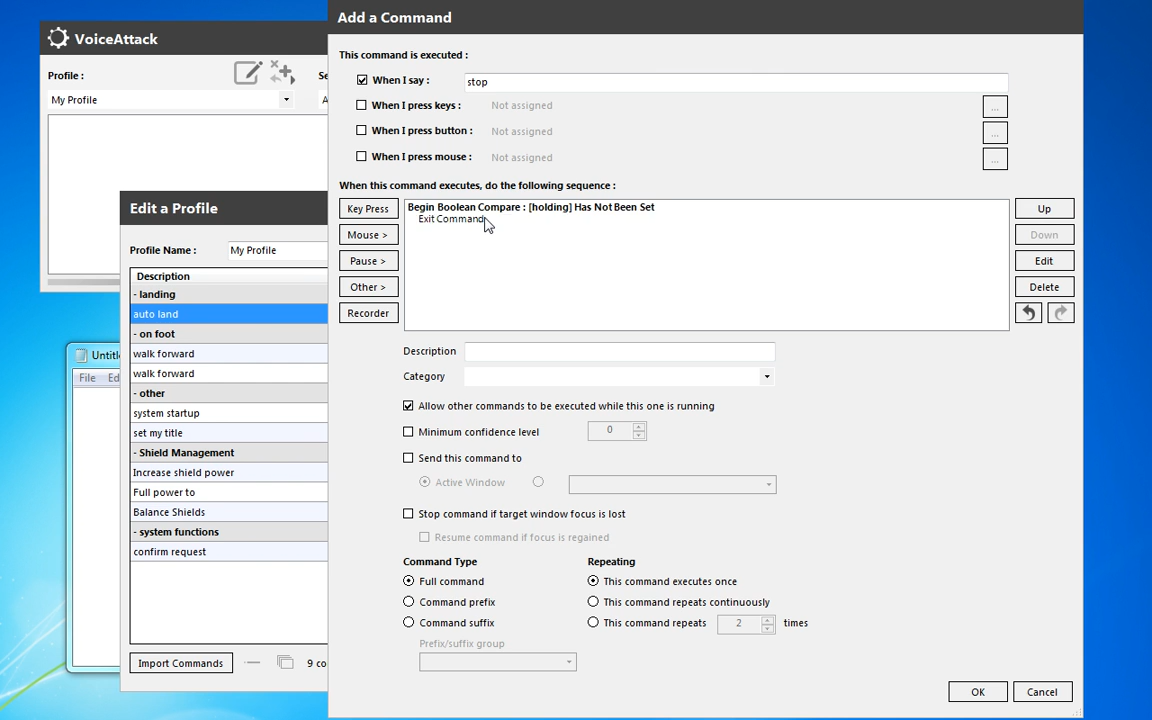 VoiceAttack
Profile :
Se
My Profile
A
Edit a Profile
Profile Name :
My Profile
Description
- landing
auto land
- on foot
walk forward
walk forward
- other
system startup
set my title
- Shield Management
Increase shield power
Full power to
Balance Shields
- system functions
confirm request
Import Commands
9 co
Untitl
File Ed
Add a Command
This command is executed :
When I say :
stop
When I press keys :
Not assigned
...
When I press button :
Not assigned
...
When I press mouse :
Not assigned
...
When this command executes, do the following sequence :
Key Press
Mouse >
Pause >
Other >
Recorder
Begin Boolean Compare : [holding] Has Not Been Set
Exit Command
Up
Down
Edit
Delete
Description
Category
Allow other commands to be executed while this one is running
Minimum confidence level
0
Send this command to
Active Window
Stop command if target window focus is lost
Resume command if focus is regained
Command Type
Full command
Command prefix
Command suffix
Prefix/suffix group
Repeating
This command executes once
This command repeats continuously
This command repeats 2 times
OK
Cancel